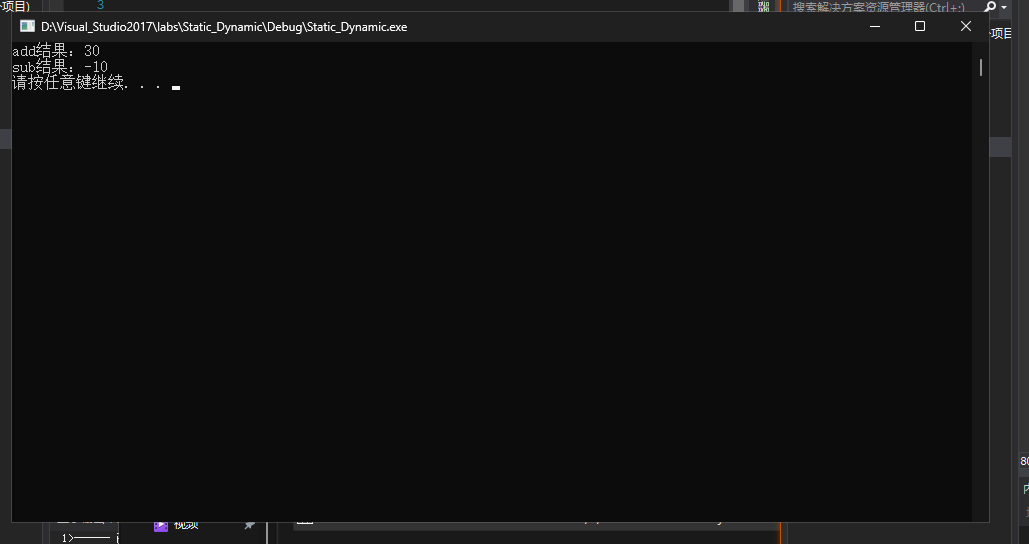 项目)
3
搜索解决方案资源管理器(Ctrl+;)
D:\Visual_Studio2017\labs\Static_Dynamic\Debug\Static_Dynamic.exe
项目
add结果：30
sub结果：-10
请按任意键继续. . .
80
视频
1>